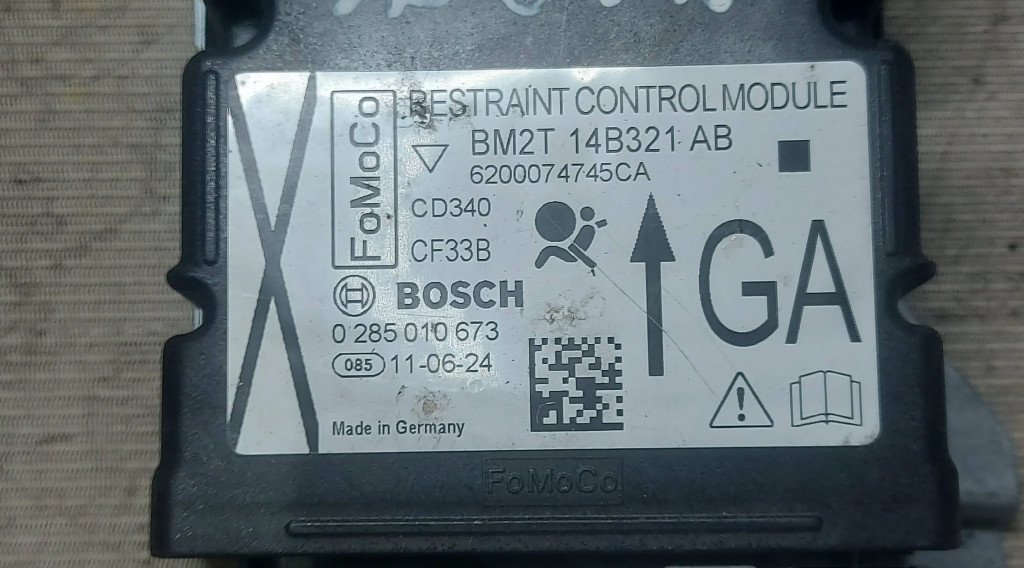 FoMoCo
RESTRAINT CONTROL MODULE
BM2T 14B321 AB
6200074745CA
CD340
CF33B
GA
BOSCH
0 285 010 673
085 11-06-24
Made in Germany
FoMoCo